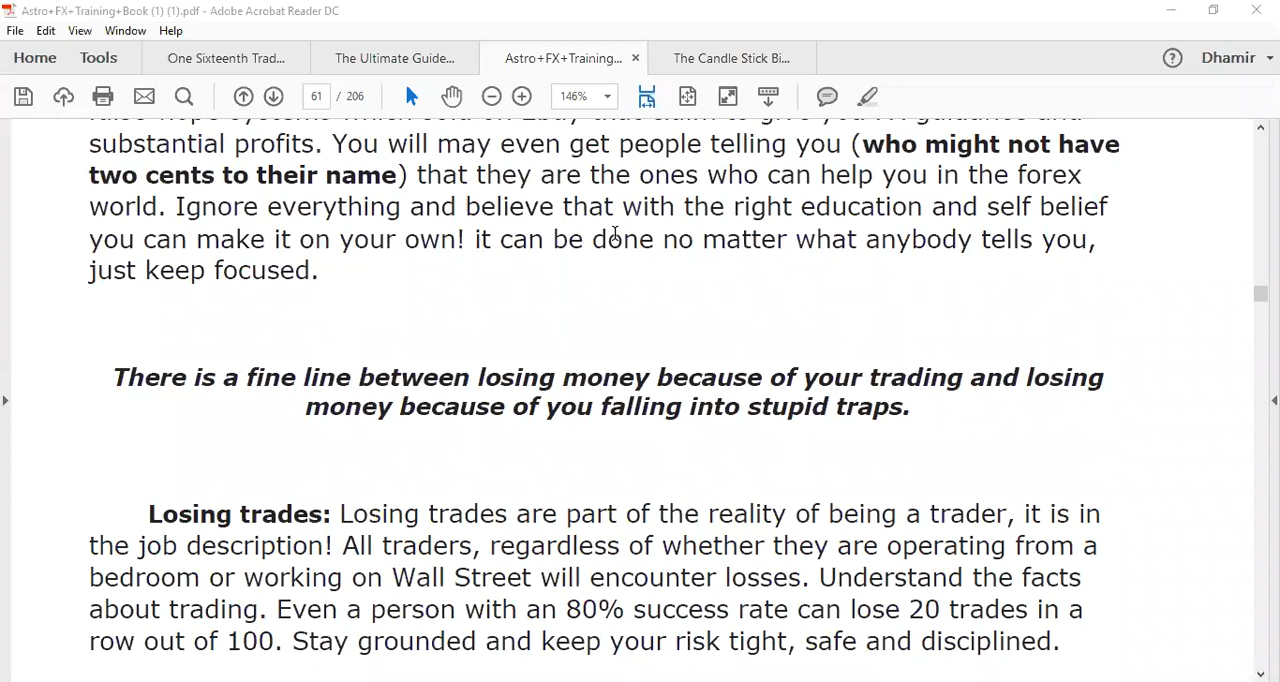 Astro+FX+Training+Book (1) (1).pdf - Adobe Acrobat Reader DC
File Edit View Window Help
Home Tools One Sixteenth Trad... The Ultimate Guide... Astro+FX+Training... × The Candle Stick Bi... ? Dhamir
61 / 206 146%
substantial profits. You will may even get people telling you (who might not have
two cents to their name) that they are the ones who can help you in the forex
world. Ignore everything and believe that with the right education and self belief
you can make it on your own! it can be done no matter what anybody tells you,
just keep focused.
There is a fine line between losing money because of your trading and losing
money because of you falling into stupid traps.
Losing trades: Losing trades are part of the reality of being a trader, it is in
the job description! All traders, regardless of whether they are operating from a
bedroom or working on Wall Street will encounter losses. Understand the facts
about trading. Even a person with an 80% success rate can lose 20 trades in a
row out of 100. Stay grounded and keep your risk tight, safe and disciplined.